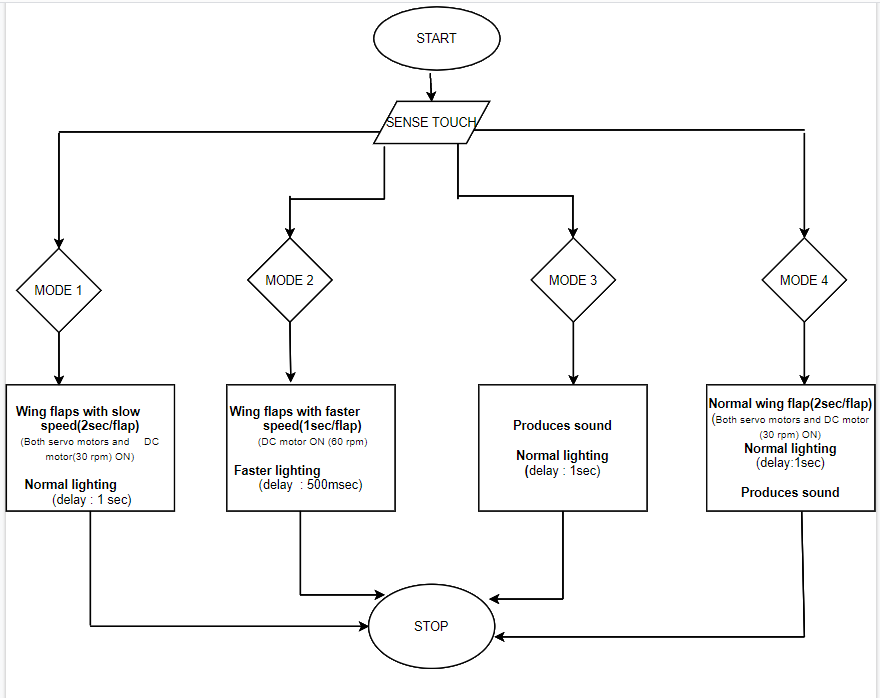 START
SENSE TOUCH
MODE 1
MODE 2
MODE 3
MODE 4
Wing flaps with slow
speed(2sec/flap)
(Both servo motors and DC
motor(30 rpm) ON)
Normal lighting
(delay : 1 sec)
Wing flaps with faster
speed(1sec/flap)
(DC motor ON (60 rpm)
Faster lighting
(delay : 500msec)
Produces sound
Normal lighting
(delay : 1sec)
Normal wing flap(2sec/flap)
(Both servo motors and DC motor
(30 rpm) ON)
Normal lighting
(delay:1sec)
Produces sound
STOP